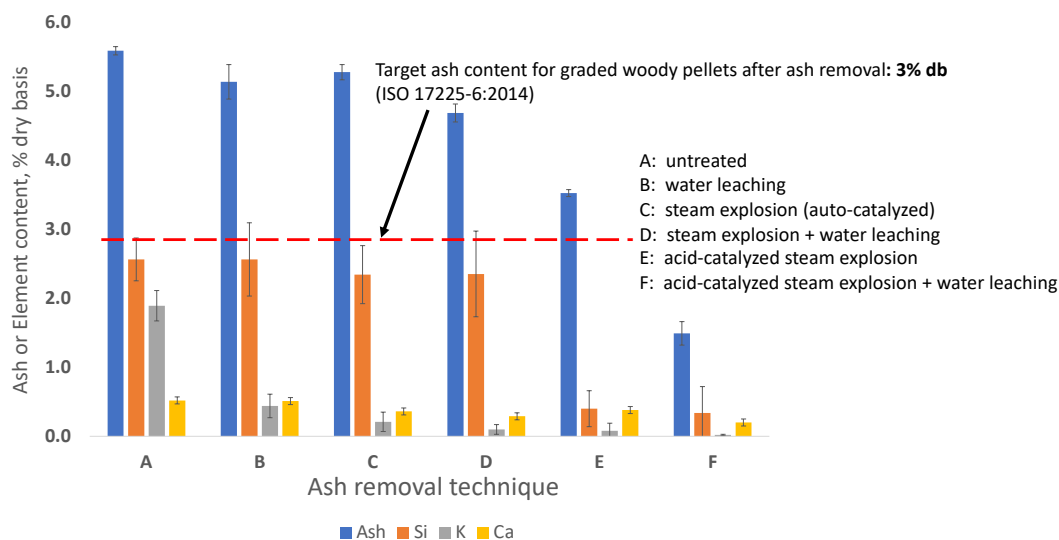 6.0
5.0
4.0
3.0
2.0
1.0
0.0
Ash or Element content, % dry basis
Target ash content for graded woody pellets after ash removal: 3% db
(ISO 17225-6:2014)
A: untreated
B: water leaching
C: steam explosion (auto-catalyzed)
D: steam explosion + water leaching
E: acid-catalyzed steam explosion
F: acid-catalyzed steam explosion + water leaching
A B C D E F
Ash removal technique
Ash Si K Ca